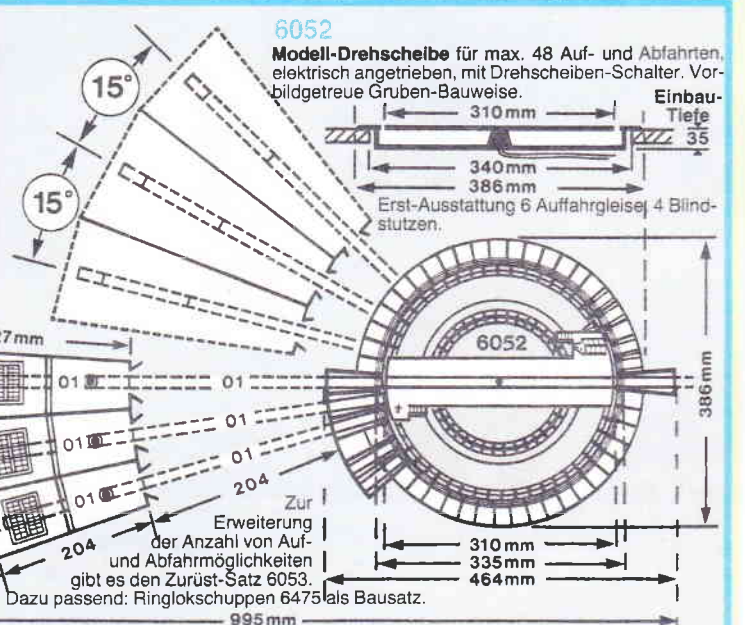 6052
Modell-Drehscheibe für max. 48 Auf- und Abfahrten,
elektrisch angetrieben, mit Drehscheiben-Schalter. Vor-
bildgetreue Gruben-Bauweise.
Einbau-
Tiefe
310 mm
35
340 mm
386 mm
Erst-Ausstattung 6 Auffahrgleise, 4 Blind-
stutzen.
15°
15°
6052
386 mm
27 mm
01
01
01
01
01
01
204
204
Zur
Erweiterung
der Anzahl von Auf-
und Abfahrmöglichkeiten
gibt es den Zurüst-Satz 6053.
Dazu passend: Ringlokschuppen 6475 als Bausatz.
310 mm
335 mm
464 mm
995 mm